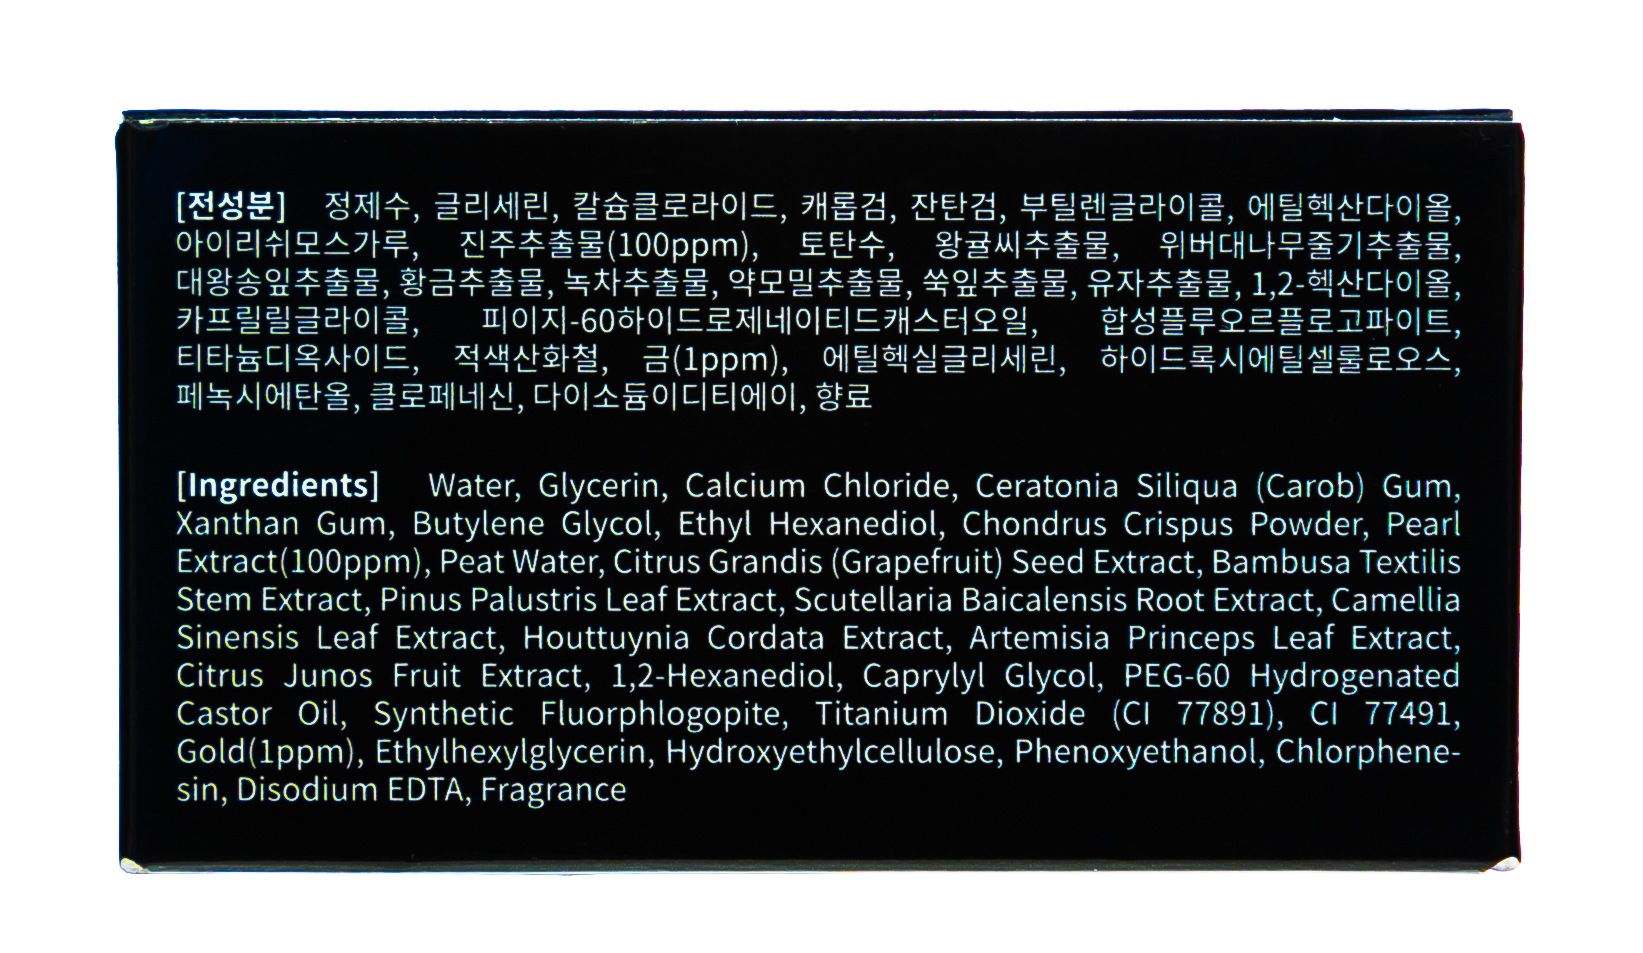 [전성분] 정제수, 글리세린, 칼슘클로라이드, 캐롭검, 잔탄검, 부틸렌글라이콜, 에틸헥산다이올,
아이리쉬모스가루, 진주추출물(100ppm), 토탄수, 왕귤씨추출물, 위버대나무줄기추출물,
대왕송잎추출물, 황금추출물, 녹차추출물, 약모밀추출물, 쑥잎추출물, 유자추출물, 1,2-헥산다이올,
카프릴릴글라이콜, 피이지-60하이드로제네이티드캐스터오일, 합성플루오르플로고파이트,
티타늄디옥사이드, 적색산화철, 금(1ppm), 에틸헥실글리세린, 하이드록시에틸셀룰로오스,
페녹시에탄올, 클로페네신, 다이소듐이디티에이, 향료
[Ingredients] Water, Glycerin, Calcium Chloride, Ceratonia Siliqua (Carob) Gum,
Xanthan Gum, Butylene Glycol, Ethyl Hexanediol, Chondrus Crispus Powder, Pearl
Extract(100ppm), Peat Water, Citrus Grandis (Grapefruit) Seed Extract, Bambusa Textilis
Stem Extract, Pinus Palustris Leaf Extract, Scutellaria Baicalensis Root Extract, Camellia
Sinensis Leaf Extract, Houttuynia Cordata Extract, Artemisia Princeps Leaf Extract,
Citrus Junos Fruit Extract, 1,2-Hexanediol, Caprylyl Glycol, PEG-60 Hydrogenated
Castor Oil, Synthetic Fluorphlogopite, Titanium Dioxide (CI 77891), CI 77491,
Gold(1ppm), Ethylhexylglycerin, Hydroxyethylcellulose, Phenoxyethanol, Chlorphene-
sin, Disodium EDTA, Fragrance